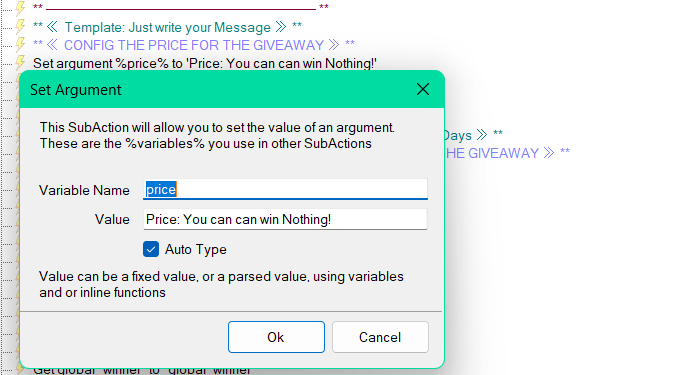 ** ———————————————————— **
** ≪ Template: Just write your Message ≫ **
** ≪ CONFIG THE PRICE FOR THE GIVEAWAY ≫ **
Set argument %price% to 'Price: You can can win Nothing!'
Set Argument
This SubAction will allow you to set the value of an argument.
Days ≫ **
These are the %variables% you use in other SubActions
HE GIVEAWAY ≫ **
Variable Name price
Value Price: You can can win Nothing!
Auto Type
Value can be a fixed value, or a parsed value, using variables
and or inline functions
Ok Cancel
Get global winner to global winner